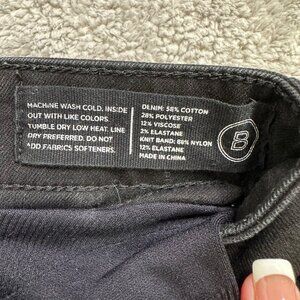 MACHINE WASH COLD. INSIDE
OUT WITH LIKE COLORS.
TUMBLE DRY LOW HEAT. LINE
DRY PREFERRED. DO NOT
ADD FABRICS SOFTENERS.
DENIM: 58% COTTON
28% POLYESTER
12% VISCOSE
2% ELASTANE
KNIT BAND: 88% NYLON
12% ELASTANE
MADE IN CHINA
B